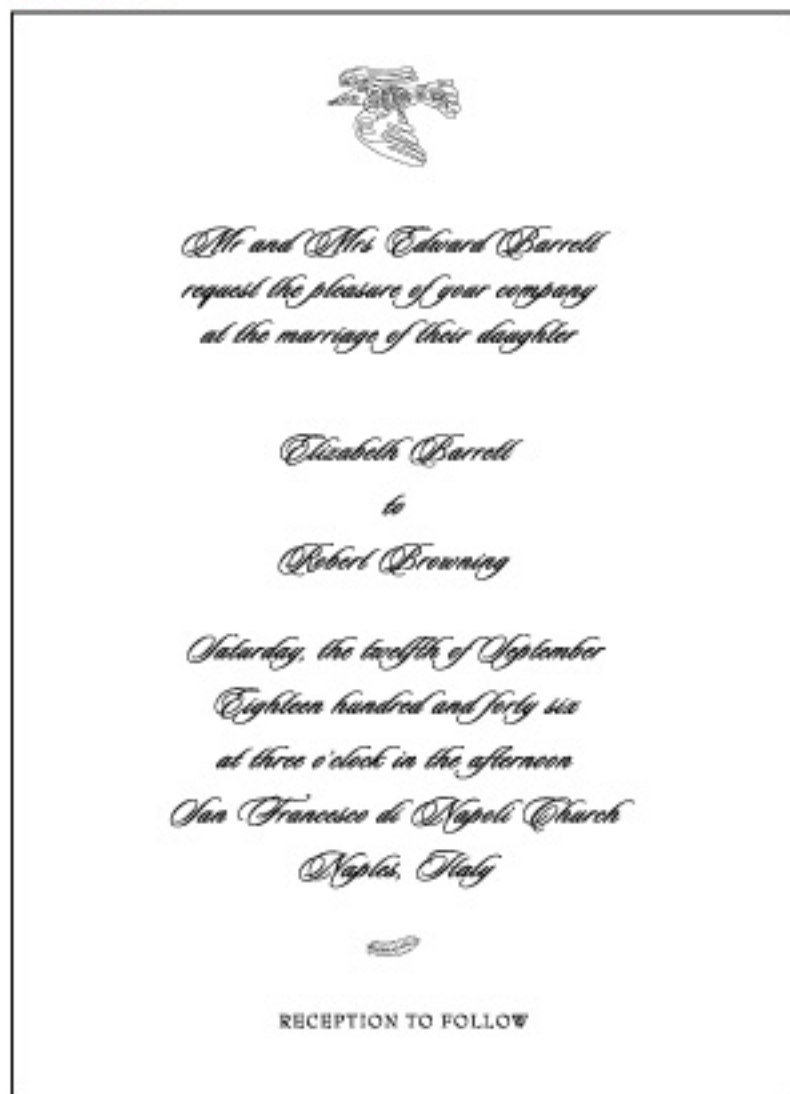 Mr and Mrs Edward Barrett
request the pleasure of your company
at the marriage of their daughter
Elizabeth Barrett
to
Robert Browning
Saturday, the twelfth of September
Eighteen hundred and forty six
at three o'clock in the afternoon
San Francesco di Napoli Church
Naples, Italy
RECEPTION TO FOLLOW